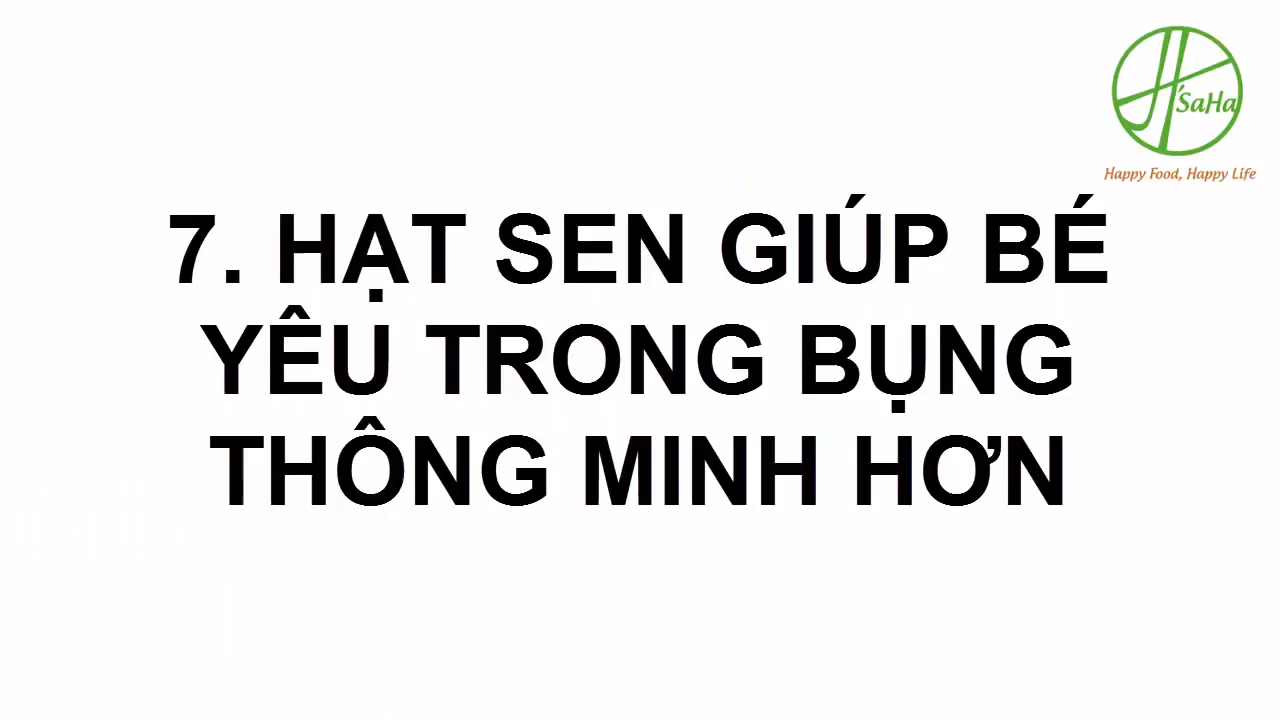 H'SaHa
Happy Food, Happy Life
7. HẠT SEN GIÚP BÉ
YÊU TRONG BỤNG
THÔNG MINH HƠN